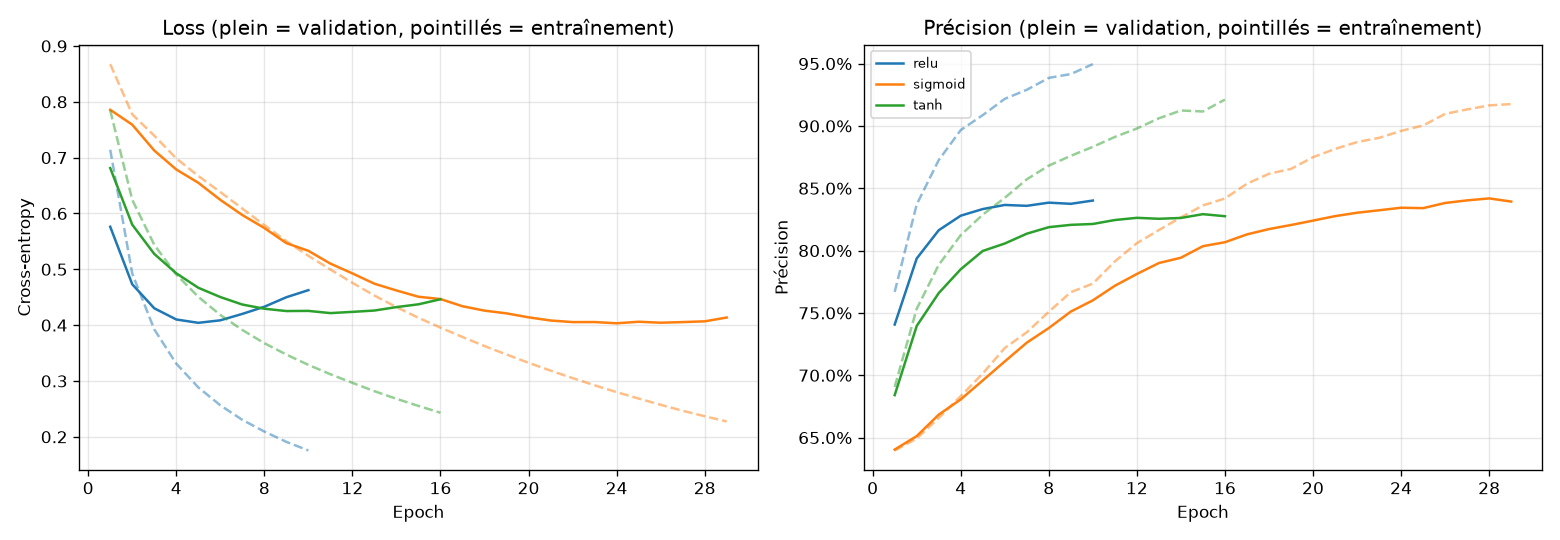 Loss (plein = validation, pointillés = entraînement)
0.9
0.8
0.7
0.6
0.5
0.4
0.3
0.2
Cross-entropy
0 4 8 12 16 20 24 28
Epoch
Précision (plein = validation, pointillés = entraînement)
relu
sigmoid
tanh
95.0%
90.0%
85.0%
80.0%
75.0%
70.0%
65.0%
Précision
0 4 8 12 16 20 24 28
Epoch